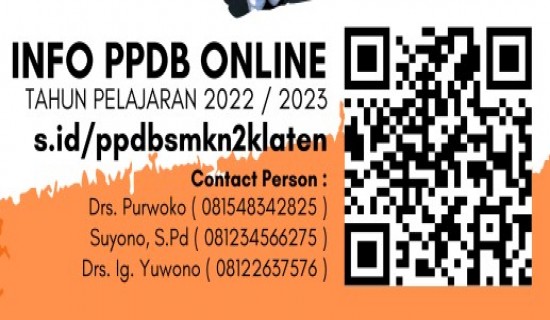 INFO PPDB ONLINE
TAHUN PELAJARAN 2022 / 2023
s.id/ppdbsmkn2klaten
Contact Person :
Drs. Purwoko ( 081548342825 )
Suyono, S.Pd ( 081234566275 )
Drs. Ig. Yuwono ( 08122637576 )